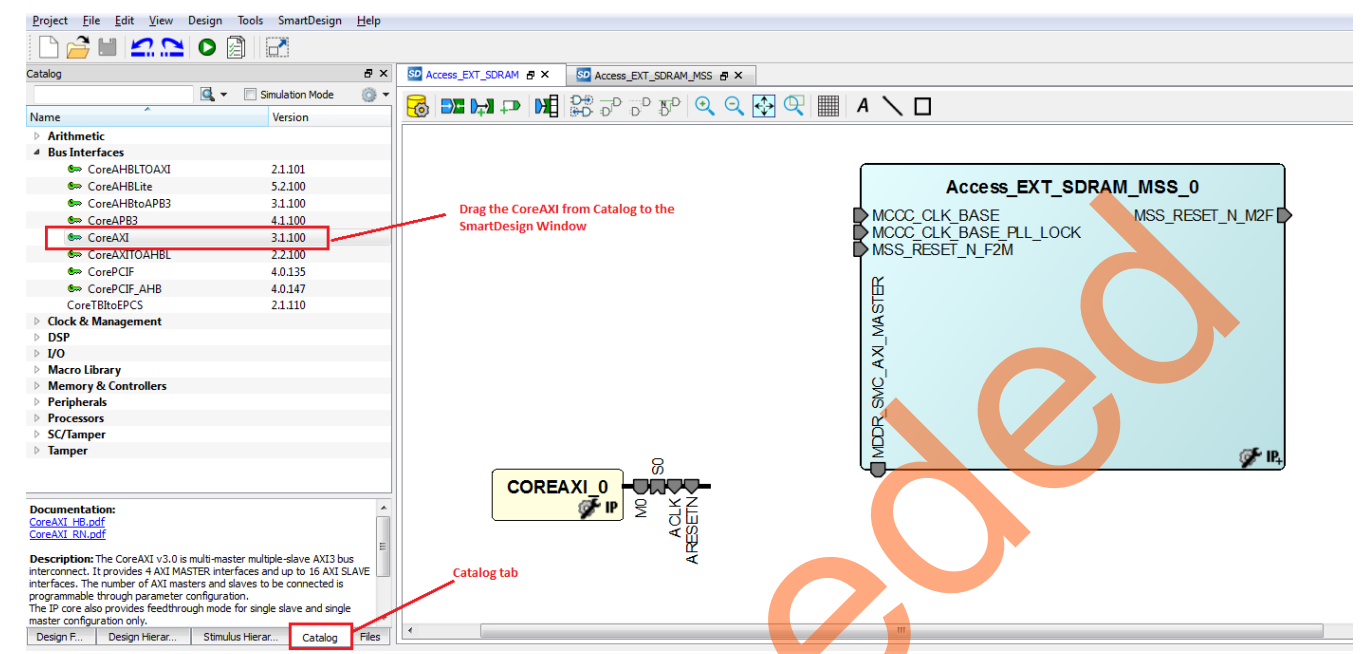 Project File Edit View Design Tools SmartDesign Help
Catalog
Simulation Mode
Name Version
Arithmetic
Bus Interfaces
CoreAHBLTOAXI 2.1.101
CoreAHBLite 5.2.100
CoreAHBtoAPB3 3.1.100
CoreAPB3 4.1.100
CoreAXI 3.1.100
CoreAXITOAHBL 2.2.100
CorePCIF 4.0.135
CorePCIF_AHB 4.0.147
CoreTBItoEPCS 2.1.110
Clock & Management
DSP
I/O
Macro Library
Memory & Controllers
Peripherals
Processors
SC/Tamper
Tamper
Documentation:
CoreAXI_HB.pdf
CoreAXI_RN.pdf
Description: The CoreAXI v3.0 is multi-master multiple-slave AXI3 bus
interconnect. It provides 4 AXI MASTER interfaces and up to 16 AXI SLAVE
interfaces. The number of AXI masters and slaves to be connected is
programmable through parameter configuration.
The IP core also provides feedthrough mode for single slave and single
master configuration only.
Design F... Design Hierar... Stimulus Hierar... Catalog Files
SD Access_EXT_SDRAM SD Access_EXT_SDRAM_MSS
A
Drag the CoreAXI from Catalog to the
SmartDesign Window
Access_EXT_SDRAM_MSS_0
MCCC_CLK_BASE MSS_RESET_N_M2F
MCCC_CLK_BASE_PLL_LOCK
MSS_RESET_N_F2M
MDDR_SMC_AXI_MASTER
IP+
COREAXI_0
IP
M0
S0
ACLK
ARESETN
Catalog tab
ded
ed